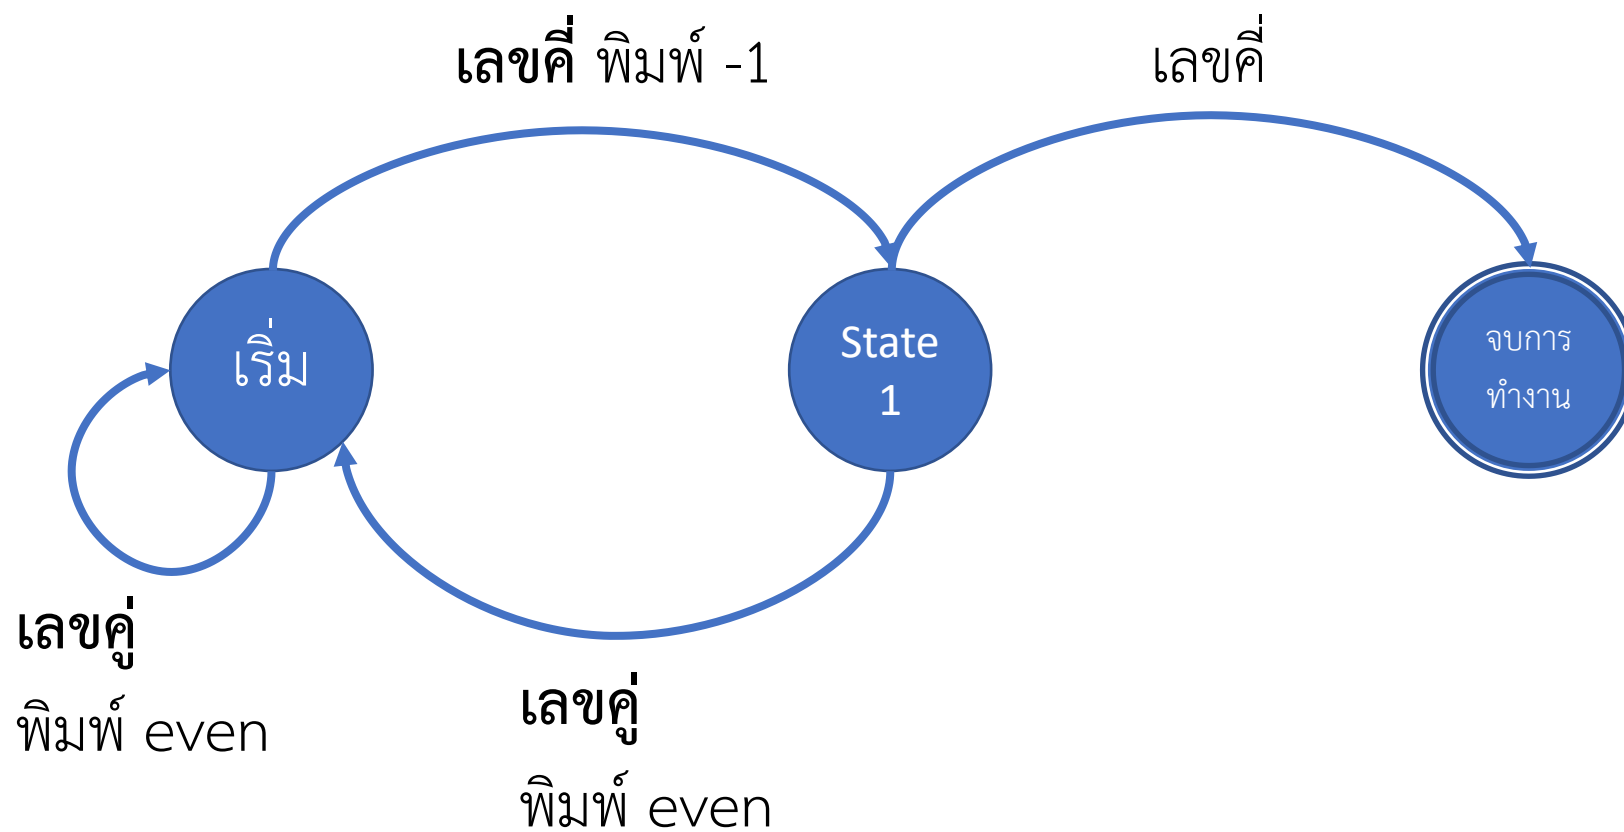 เลขคี่ พิมพ์ -1
เลขคี่
เริ่ม
State
1
จบการ
ทำงาน
เลขคู่
พิมพ์ even
เลขคู่
พิมพ์ even